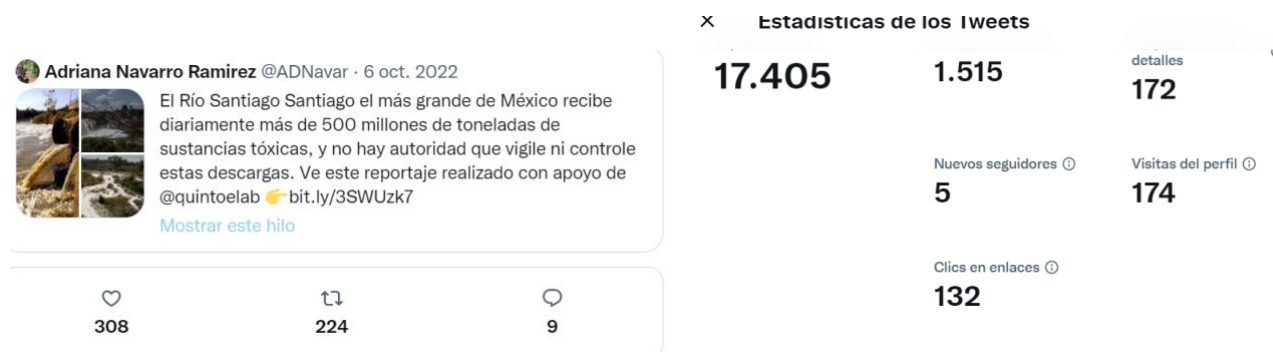 Adriana Navarro Ramirez @ADNavar · 6 oct. 2022
El Río Santiago Santiago el más grande de México recibe
diariamente más de 500 millones de toneladas de
sustancias tóxicas, y no hay autoridad que vigile ni controle
estas descargas. Ve este reportaje realizado con apoyo de
@quintoelab 👉bit.ly/3SWUzk7
Mostrar este hilo
308 224 9
Estadísticas de los Tweets
17.405
1.515
detalles
172
Nuevos seguidores
5
Visitas del perfil
174
Clics en enlaces
132